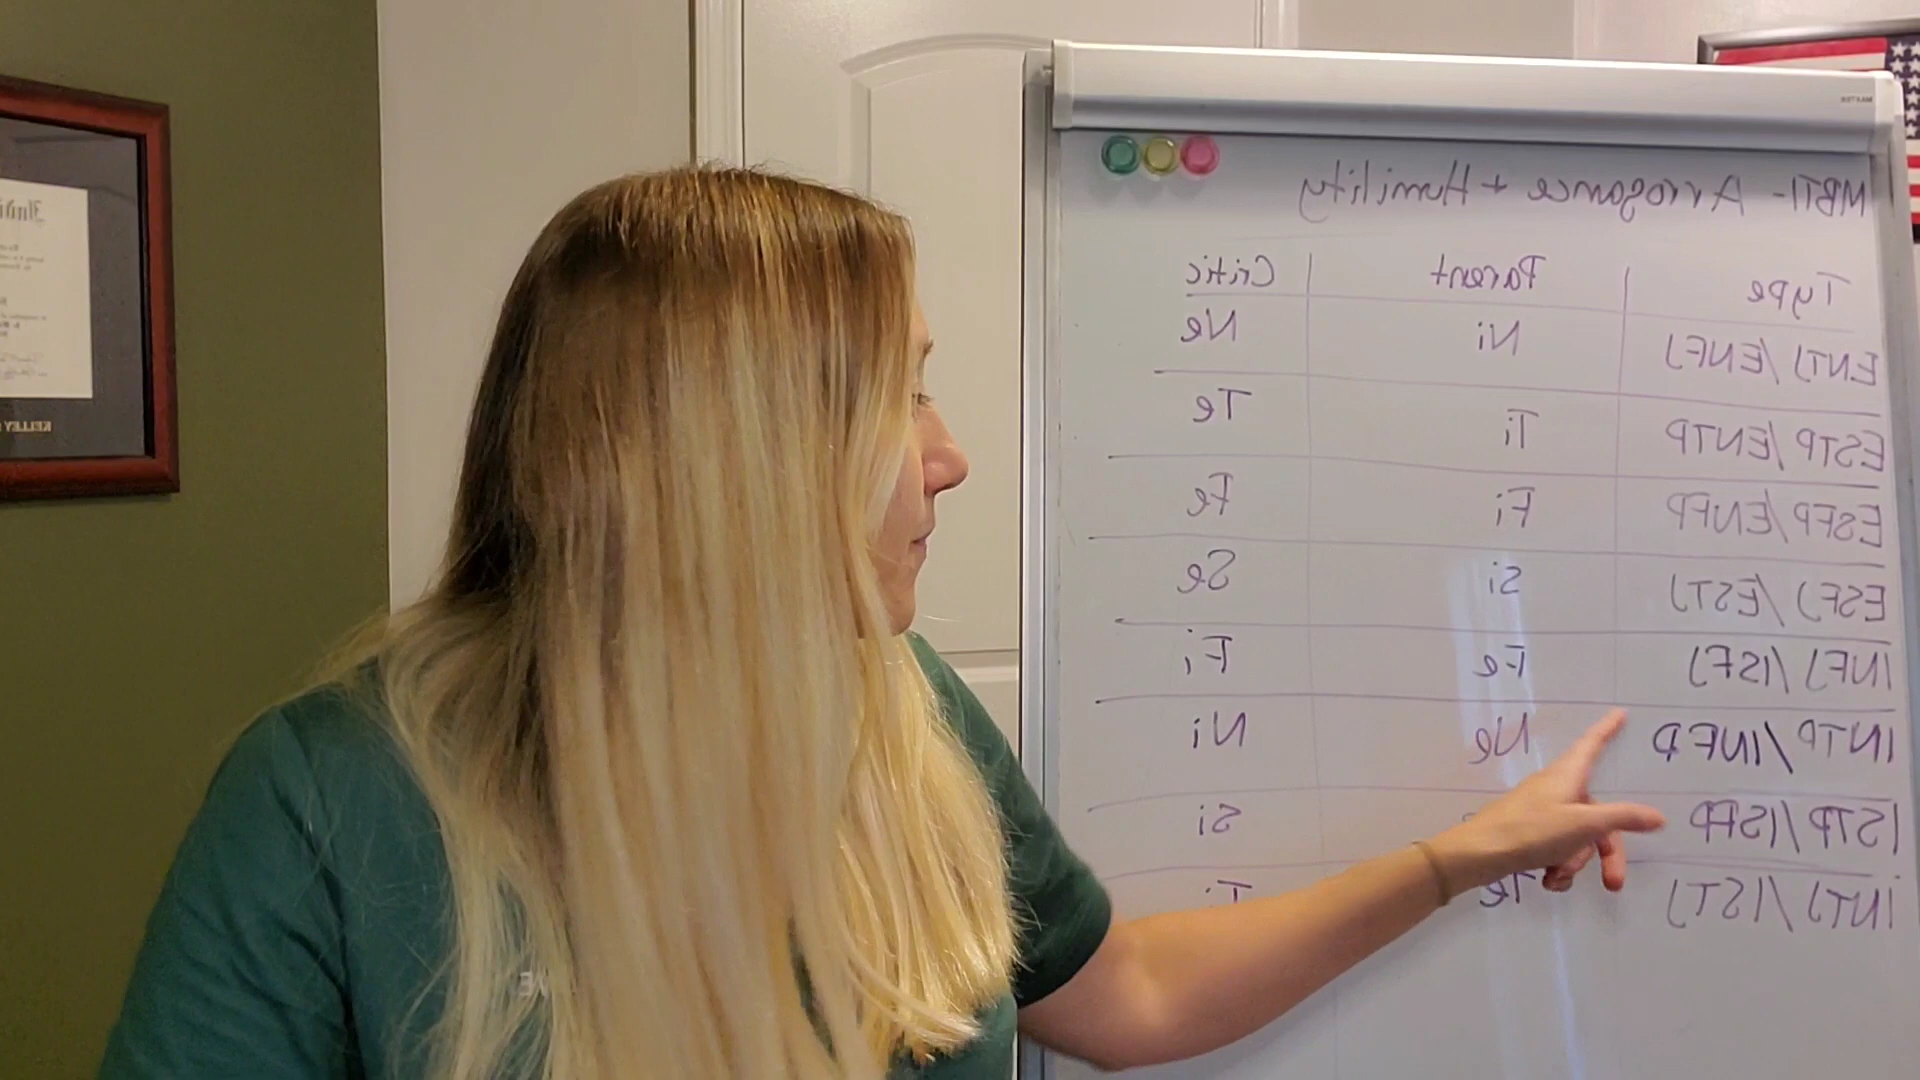 MBTI - Arrogance + Humility
Type | Parent | Critic
ENTJ/ENFJ Ni Ne
ESTP/ENTP Ti Te
ESFP/ENFP Fi Fe
ESFJ/ESTJ Si Se
INFJ/ISFJ Fe Fi
INTP/INFP Ne Ni
ISTP/ISFP Si
INTJ/ISTJ Te
KELLEY